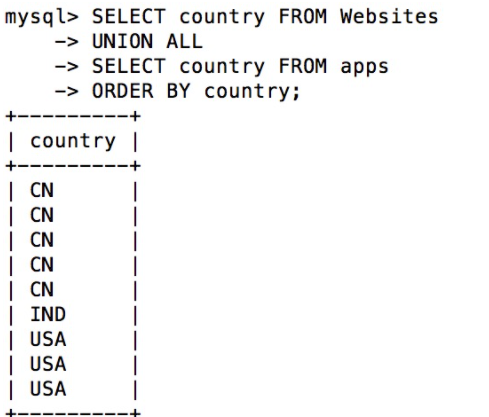 mysql> SELECT country FROM Websites
    -> UNION ALL
    -> SELECT country FROM apps
    -> ORDER BY country;
+---------+
| country |
+---------+
| CN      |
| CN      |
| CN      |
| CN      |
| CN      |
| IND     |
| USA     |
| USA     |
| USA     |
+---------+